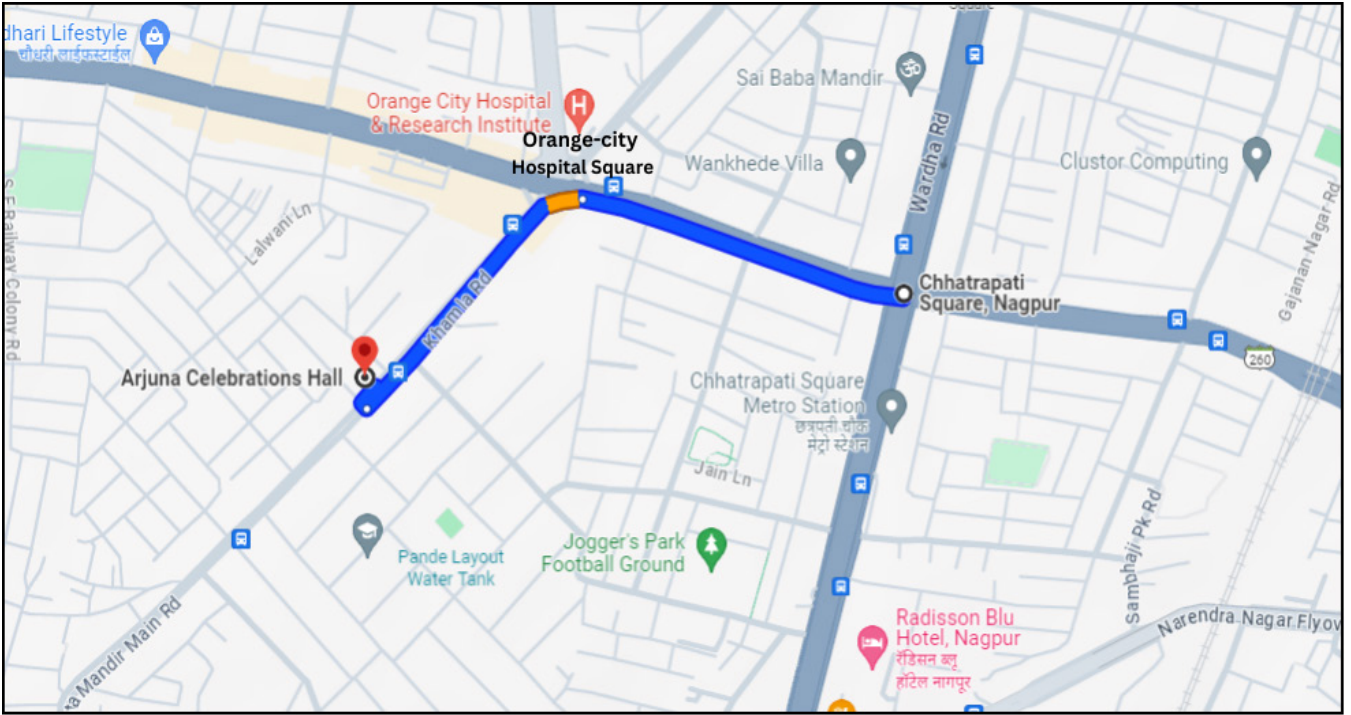 Square
dhari Lifestyle
चौधरी लाईफस्टाईल
Orange City Hospital
& Research Institute
H
Orange-city
Hospital Square
Sai Baba Mandir
ॐ
Wankhede Villa
Wardha Rd
Clustor Computing
Gajanan Nagar Rd
S E Railway Colony Rd
Lalwani Ln
Khamla Rd
Chhatrapati
Square, Nagpur
260
Arjuna Celebrations Hall
Chhatrapati Square
Metro Station
छत्रपती चौक
मेट्रो स्टेशन
Jain Ln
Pande Layout
Water Tank
Jogger's Park
Football Ground
Sambhaji Pk Rd
Narendra Nagar Flyov
Radisson Blu
Hotel, Nagpur
रॅडिसन ब्लू
हॉटेल नागपूर
a Mandir Main Rd